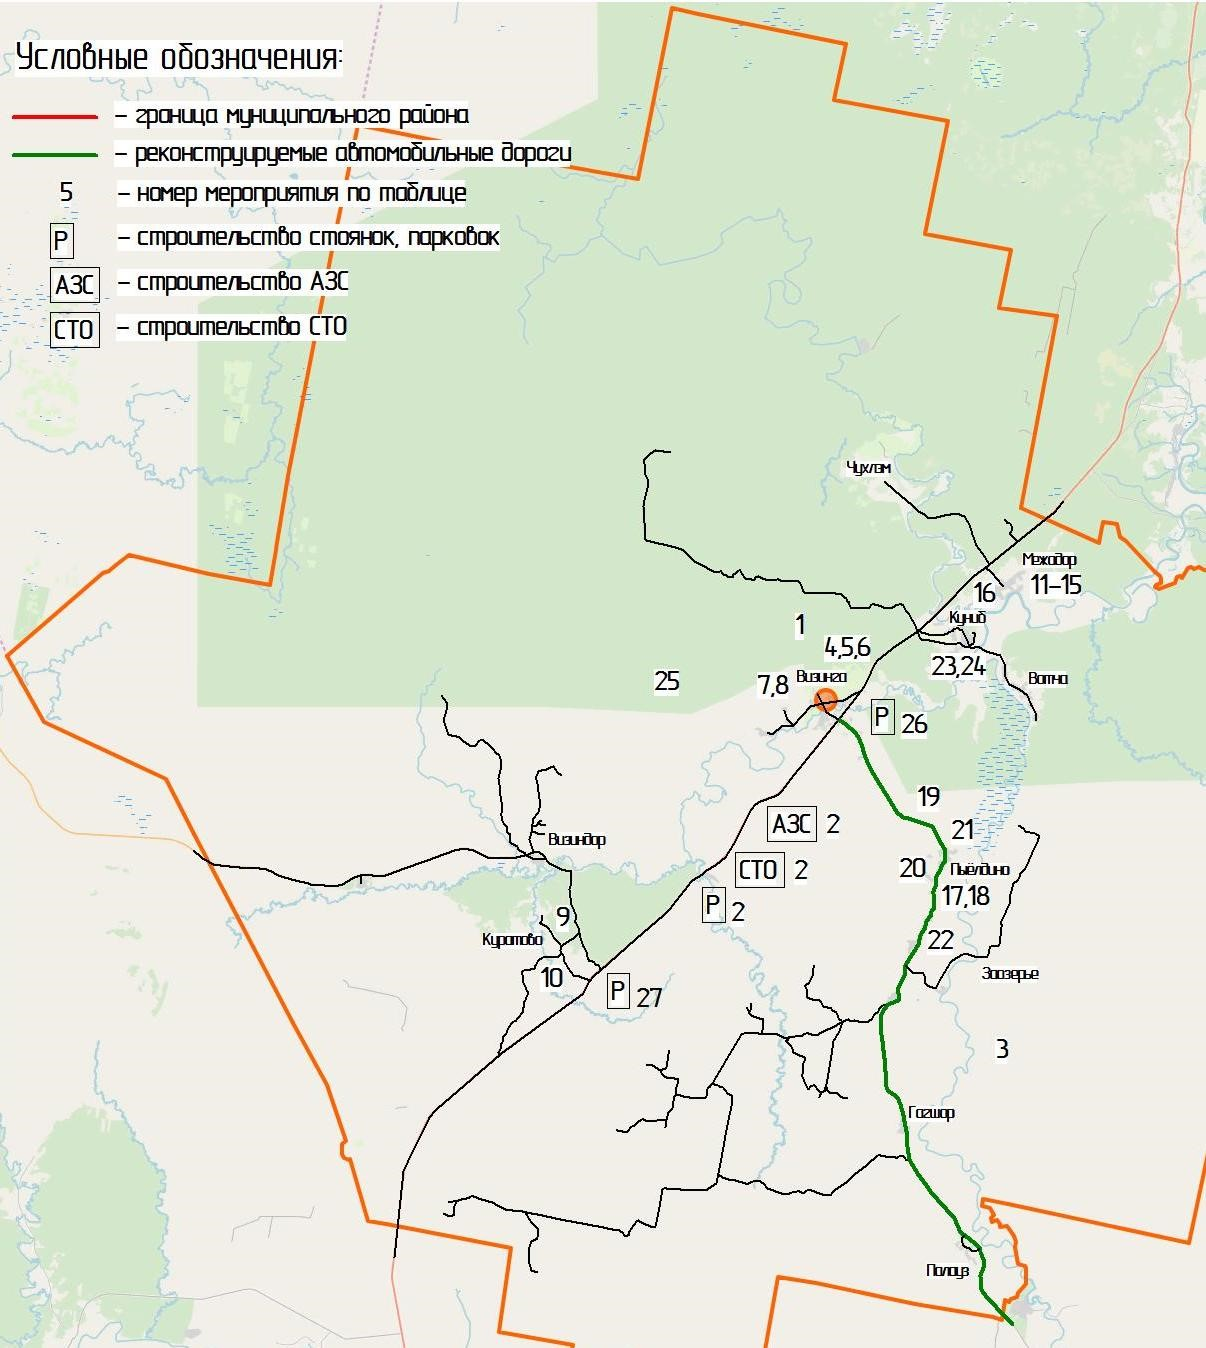 Условные обозначения:
– граница муниципального района
– реконструируемые автомобильные дороги
5 – номер мероприятия по таблице
Р – строительство стоянок, парковок
АЗС – строительство АЗС
СТО – строительство СТО
Чухлэм
Межадор
11–15
16
Куниб
1
4,5,6
23,24
Визинга
Вотча
25
7,8
Р 26
19
АЗС 2
21
Визиндор
СТО 2
20
Пыёлдино
17,18
Р 2
9
Куратово
22
10
Зоозерье
Р 27
3
Гагшор
Палауз